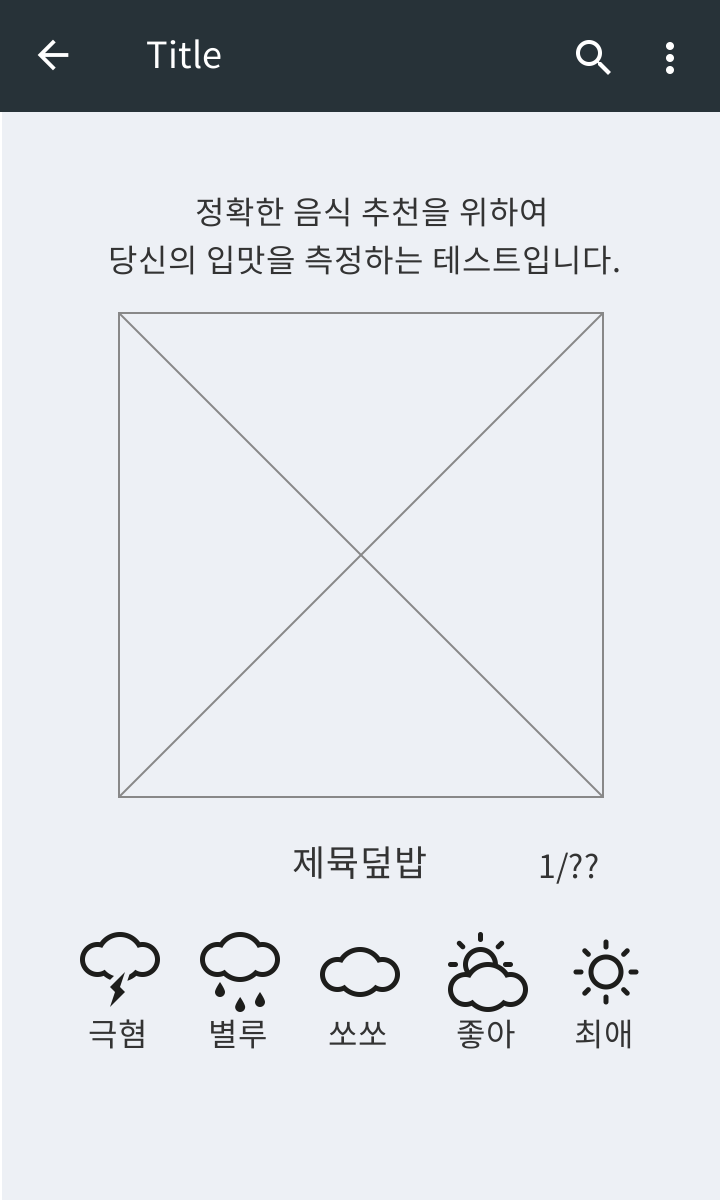 Title
정확한 음식 추천을 위하여
당신의 입맛을 측정하는 테스트입니다.
제뮥덮밥
1/??
극혐 별루 쏘쏘 좋아 최애